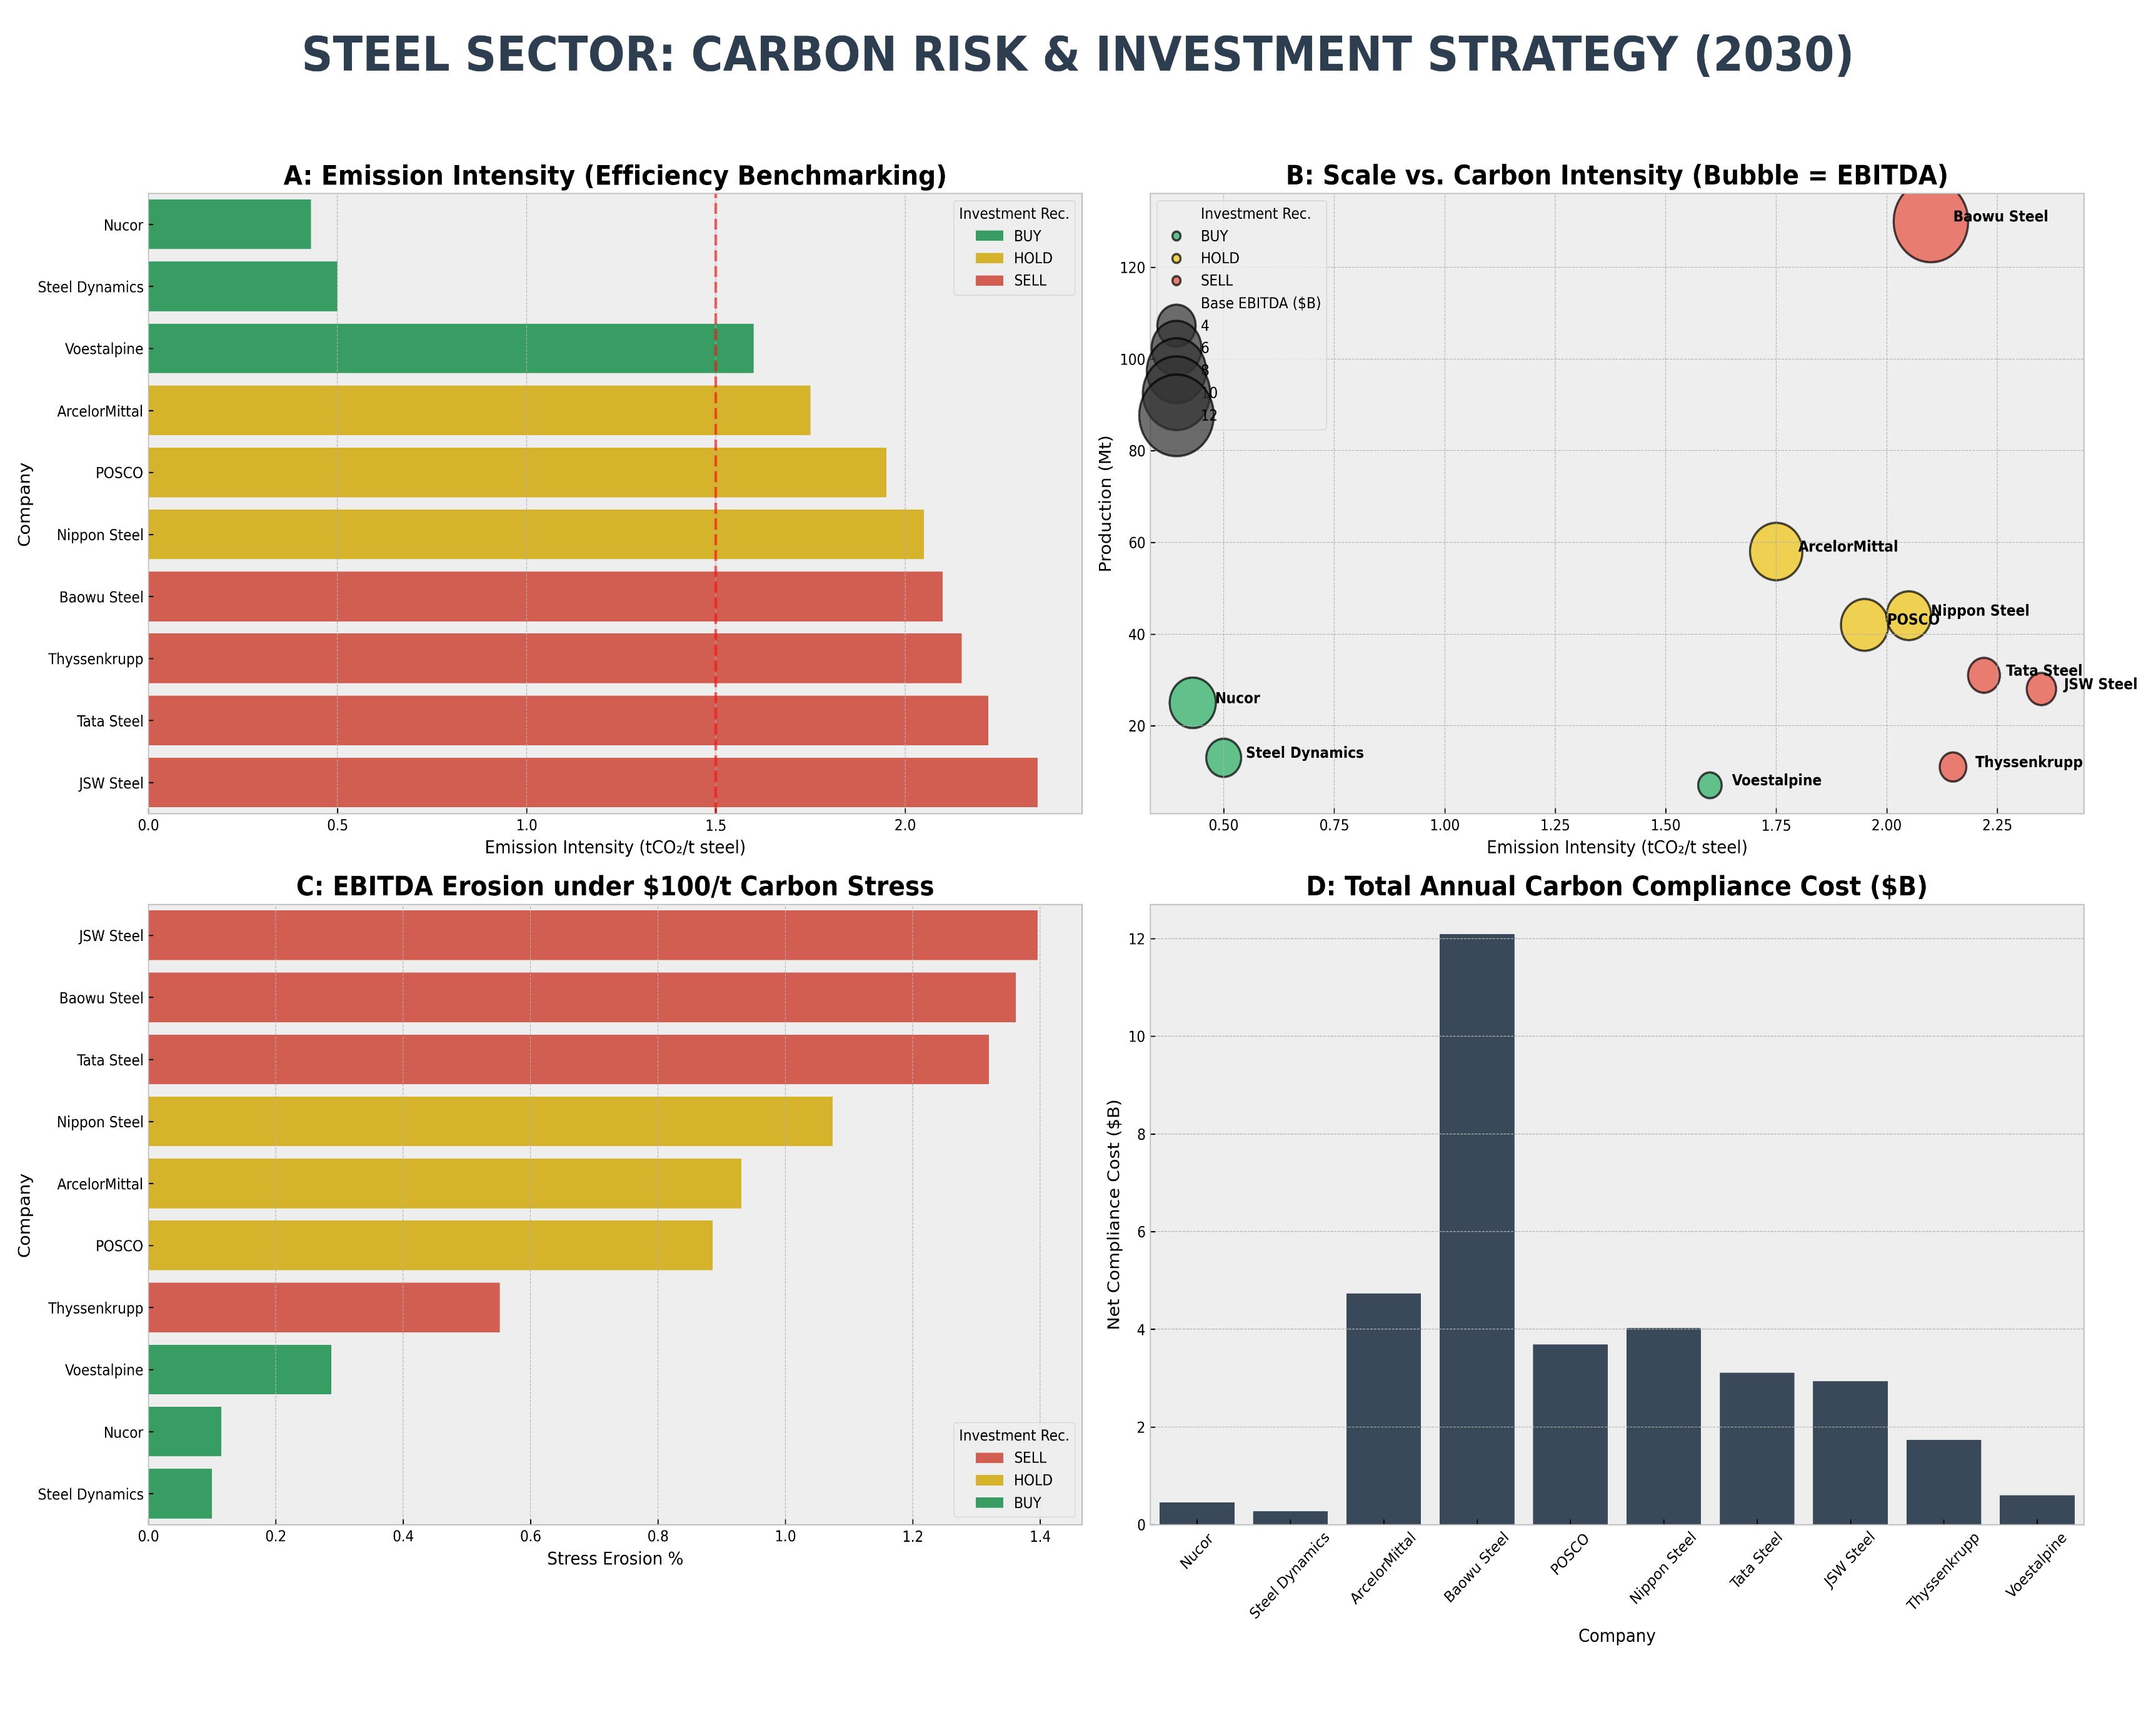 STEEL SECTOR: CARBON RISK & INVESTMENT STRATEGY (2030)
A: Emission Intensity (Efficiency Benchmarking)
Company
Nucor
Steel Dynamics
Voestalpine
ArcelorMittal
POSCO
Nippon Steel
Baowu Steel
Thyssenkrupp
Tata Steel
JSW Steel
Investment Rec.
BUY
HOLD
SELL
0.0 0.5 1.0 1.5 2.0
Emission Intensity (tCO₂/t steel)
B: Scale vs. Carbon Intensity (Bubble = EBITDA)
Production (Mt)
120
100
80
60
40
20
Investment Rec.
BUY
HOLD
SELL
Base EBITDA ($B)
4
6
8
10
12
Baowu Steel
ArcelorMittal
Nippon Steel
POSCO
Tata Steel
JSW Steel
Nucor
Steel Dynamics
Thyssenkrupp
Voestalpine
0.50 0.75 1.00 1.25 1.50 1.75 2.00 2.25
Emission Intensity (tCO₂/t steel)
C: EBITDA Erosion under $100/t Carbon Stress
Company
JSW Steel
Baowu Steel
Tata Steel
Nippon Steel
ArcelorMittal
POSCO
Thyssenkrupp
Voestalpine
Nucor
Steel Dynamics
Investment Rec.
SELL
HOLD
BUY
0.0 0.2 0.4 0.6 0.8 1.0 1.2 1.4
Stress Erosion %
D: Total Annual Carbon Compliance Cost ($B)
Net Compliance Cost ($B)
12
10
8
6
4
2
0
Nucor
Steel Dynamics
ArcelorMittal
Baowu Steel
POSCO
Nippon Steel
Tata Steel
JSW Steel
Thyssenkrupp
Voestalpine
Company